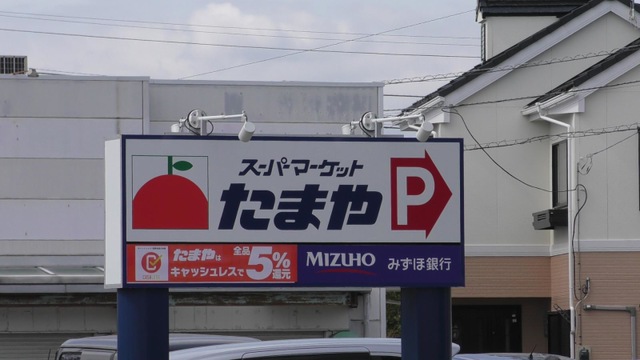 スーパーマーケット
たまや
P
たまやは
キャッシュレスで
全品
5%
還元
MIZUHO みずほ銀行